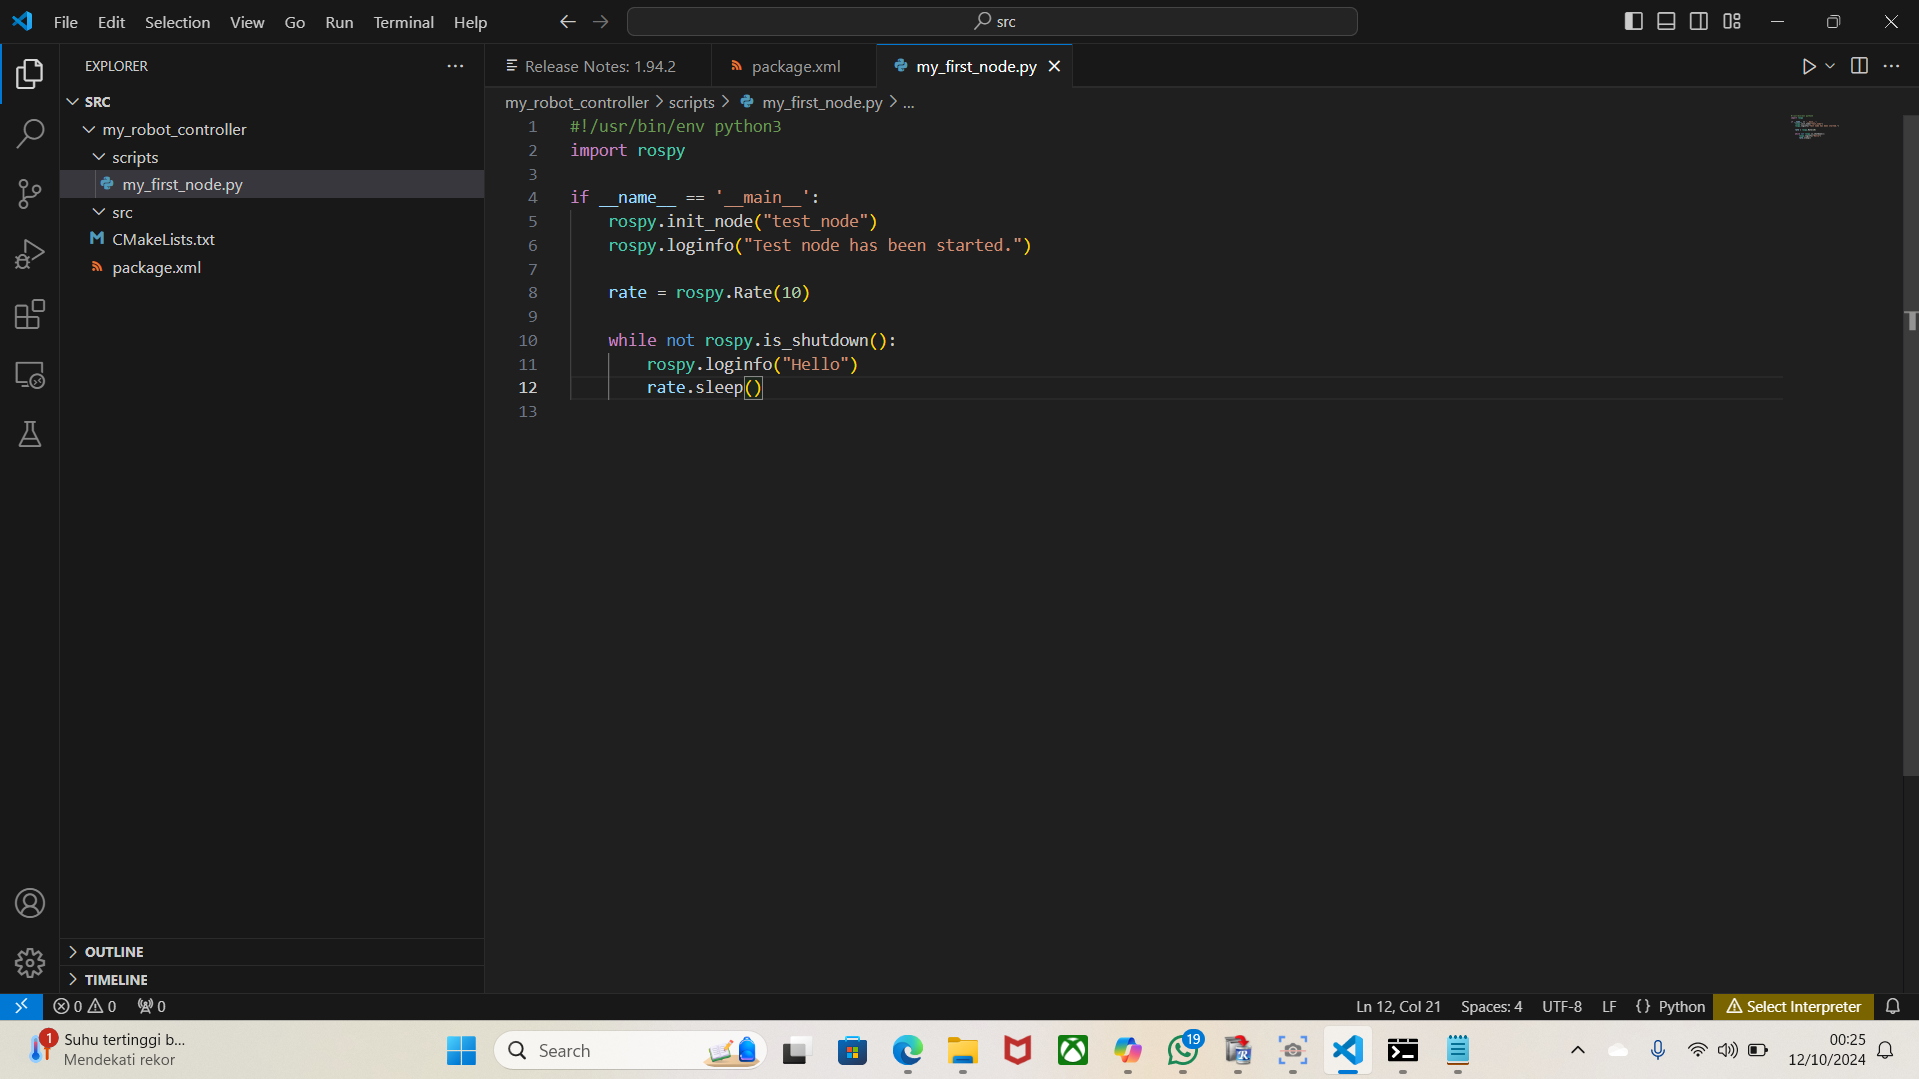 File Edit Selection View Go Run Terminal Help
src
EXPLORER
SRC
my_robot_controller
scripts
my_first_node.py
src
CMakeLists.txt
package.xml
OUTLINE
TIMELINE
Release Notes: 1.94.2
package.xml
my_first_node.py
my_robot_controller > scripts > my_first_node.py > ...
1 #!/usr/bin/env python3
2 import rospy
3
4 if __name__ == '__main__':
5     rospy.init_node("test_node")
6     rospy.loginfo("Test node has been started.")
7
8     rate = rospy.Rate(10)
9
10     while not rospy.is_shutdown():
11         rospy.loginfo("Hello")
12         rate.sleep()
13
0 0 0
Ln 12, Col 21 Spaces: 4 UTF-8 LF {} Python Select Interpreter
1
Suhu tertinggi b...
Mendekati rekor
Search
19
00:25
12/10/2024